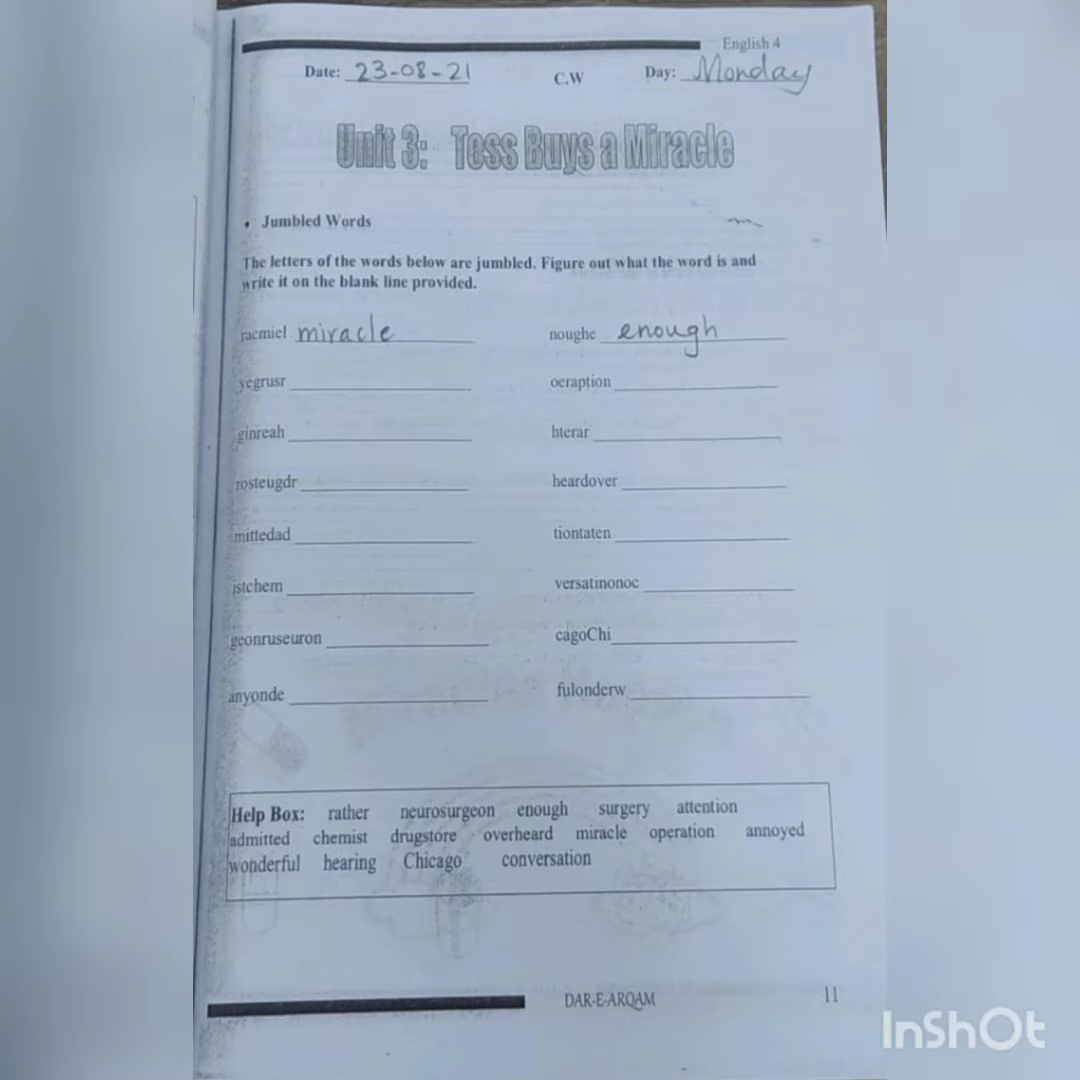 English 4
Date: 23-08-21 C.W Day: Monday
Unit 3: Tess Buys a Miracle
• Jumbled Words
The letters of the words below are jumbled. Figure out what the word is and
write it on the blank line provided.
racmiel miracle noughe enough
yegrusr oeraption
ginreah hterar
rosteugdr heardover
mittedad tiontaten
istchem versatinonoc
geonruseuron cagoChi
anyonde fulonderw
Help Box: rather neurosurgeon enough surgery attention
admitted chemist drugstore overheard miracle operation annoyed
wonderful hearing Chicago conversation
DAR-E-ARQAM 11
InShOt